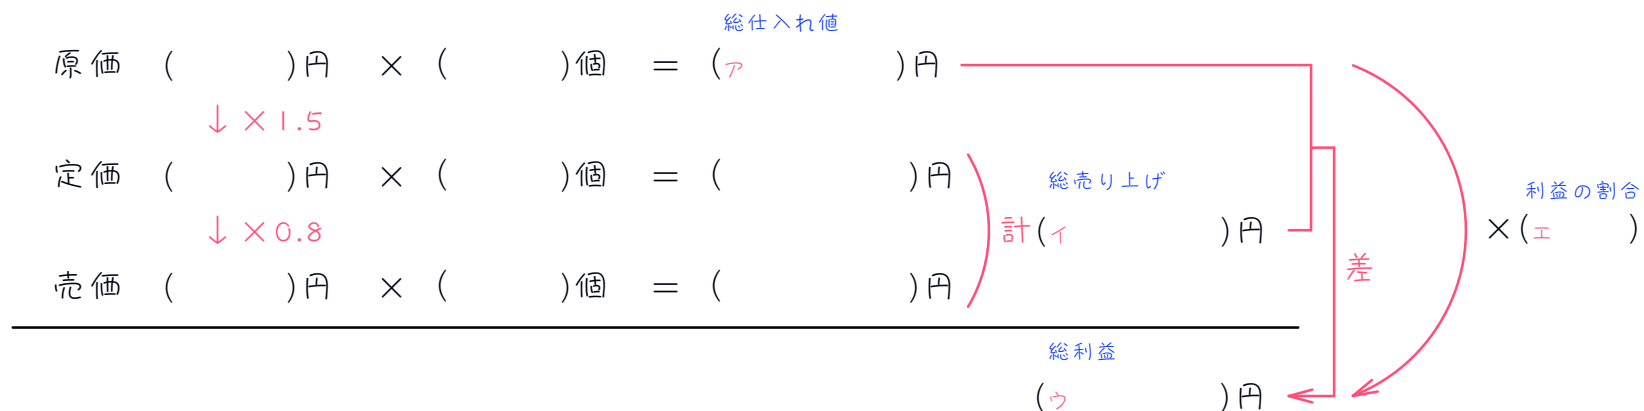 総仕入れ値
原価 ( )円 × ( )個 = (ア )円
↓×1.5
定価 ( )円 × ( )個 = ( )円
総売り上げ
計(イ )円
利益の割合
×(エ )
↓×0.8
差
売価 ( )円 × ( )個 = ( )円
総利益
(ウ )円